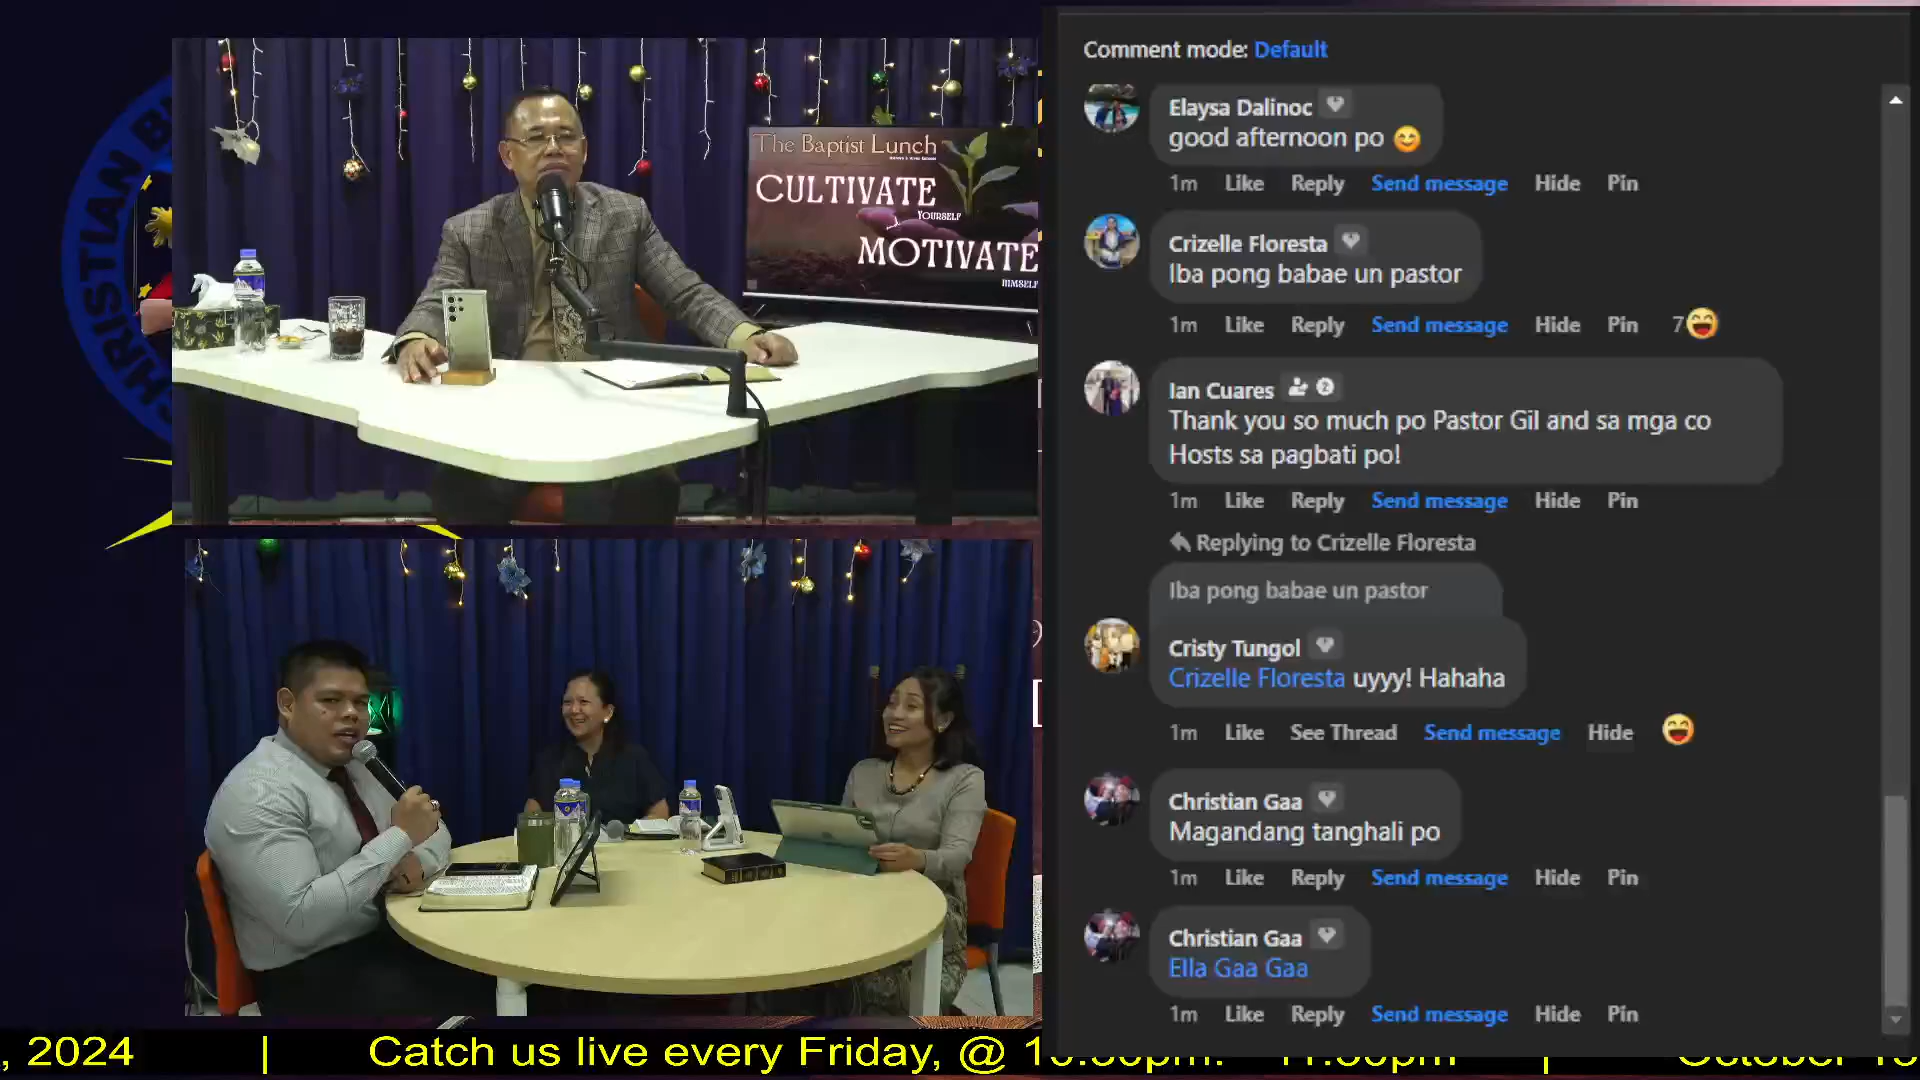 CHRISTIAN B
The Baptist Lunch
CULTIVATE
YOURSELF
MOTIVATE
HIMSELF
Comment mode: Default
Elaysa Dalinoc
good afternoon po 😊
1m Like Reply Send message Hide Pin
Crizelle Floresta
Iba pong babae un pastor
1m Like Reply Send message Hide Pin 7
Ian Cuares
Thank you so much po Pastor Gil and sa mga co
Hosts sa pagbati po!
1m Like Reply Send message Hide Pin
Replying to Crizelle Floresta
Iba pong babae un pastor
Cristy Tungol
Crizelle Floresta uyyy! Hahaha
1m Like See Thread Send message Hide
Christian Gaa
Magandang tanghali po
1m Like Reply Send message Hide Pin
Christian Gaa
Ella Gaa Gaa
1m Like Reply Send message Hide Pin
, 2024 | Catch us live every Friday, @